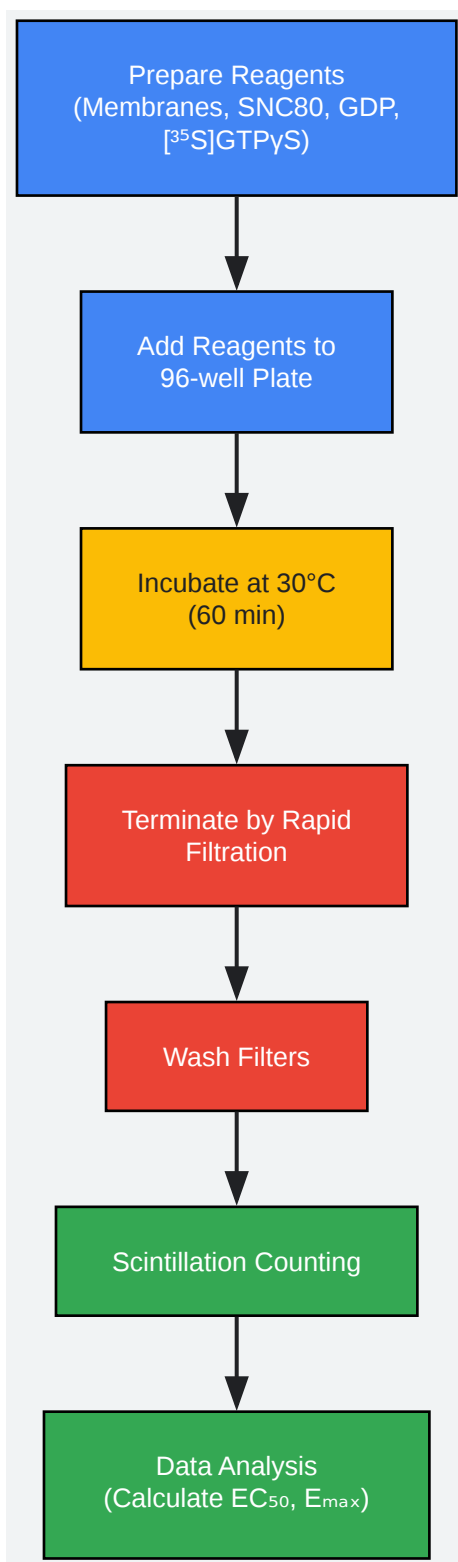 Prepare Reagents
(Membranes, SNC80, GDP,
[³⁵S]GTPγS)
Add Reagents to
96-well Plate
Incubate at 30°C
(60 min)
Terminate by Rapid
Filtration
Wash Filters
Scintillation Counting
Data Analysis
(Calculate EC₅₀, Eₘₐₓ)